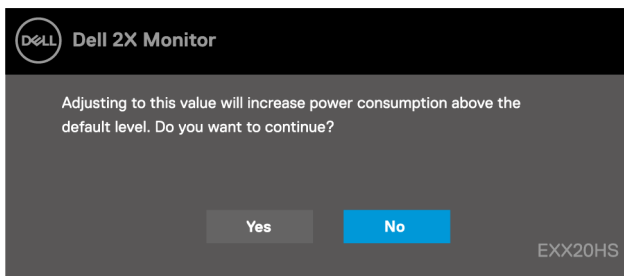 DELL Dell 2X Monitor
Adjusting to this value will increase power consumption above the
default level. Do you want to continue?
Yes No
EXX20HS